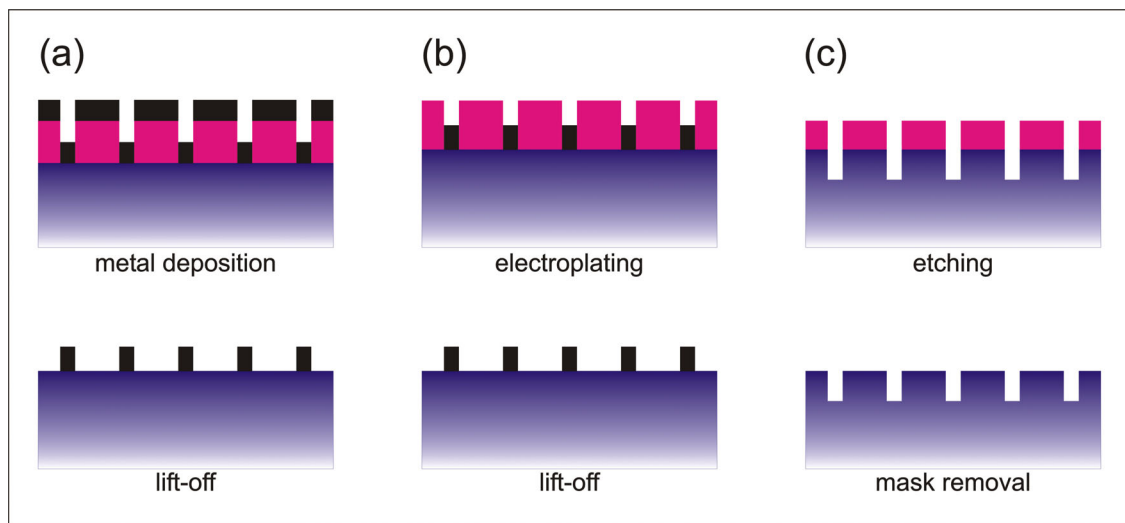 (a)
(b)
(c)
metal deposition
electroplating
etching
lift-off
lift-off
mask removal